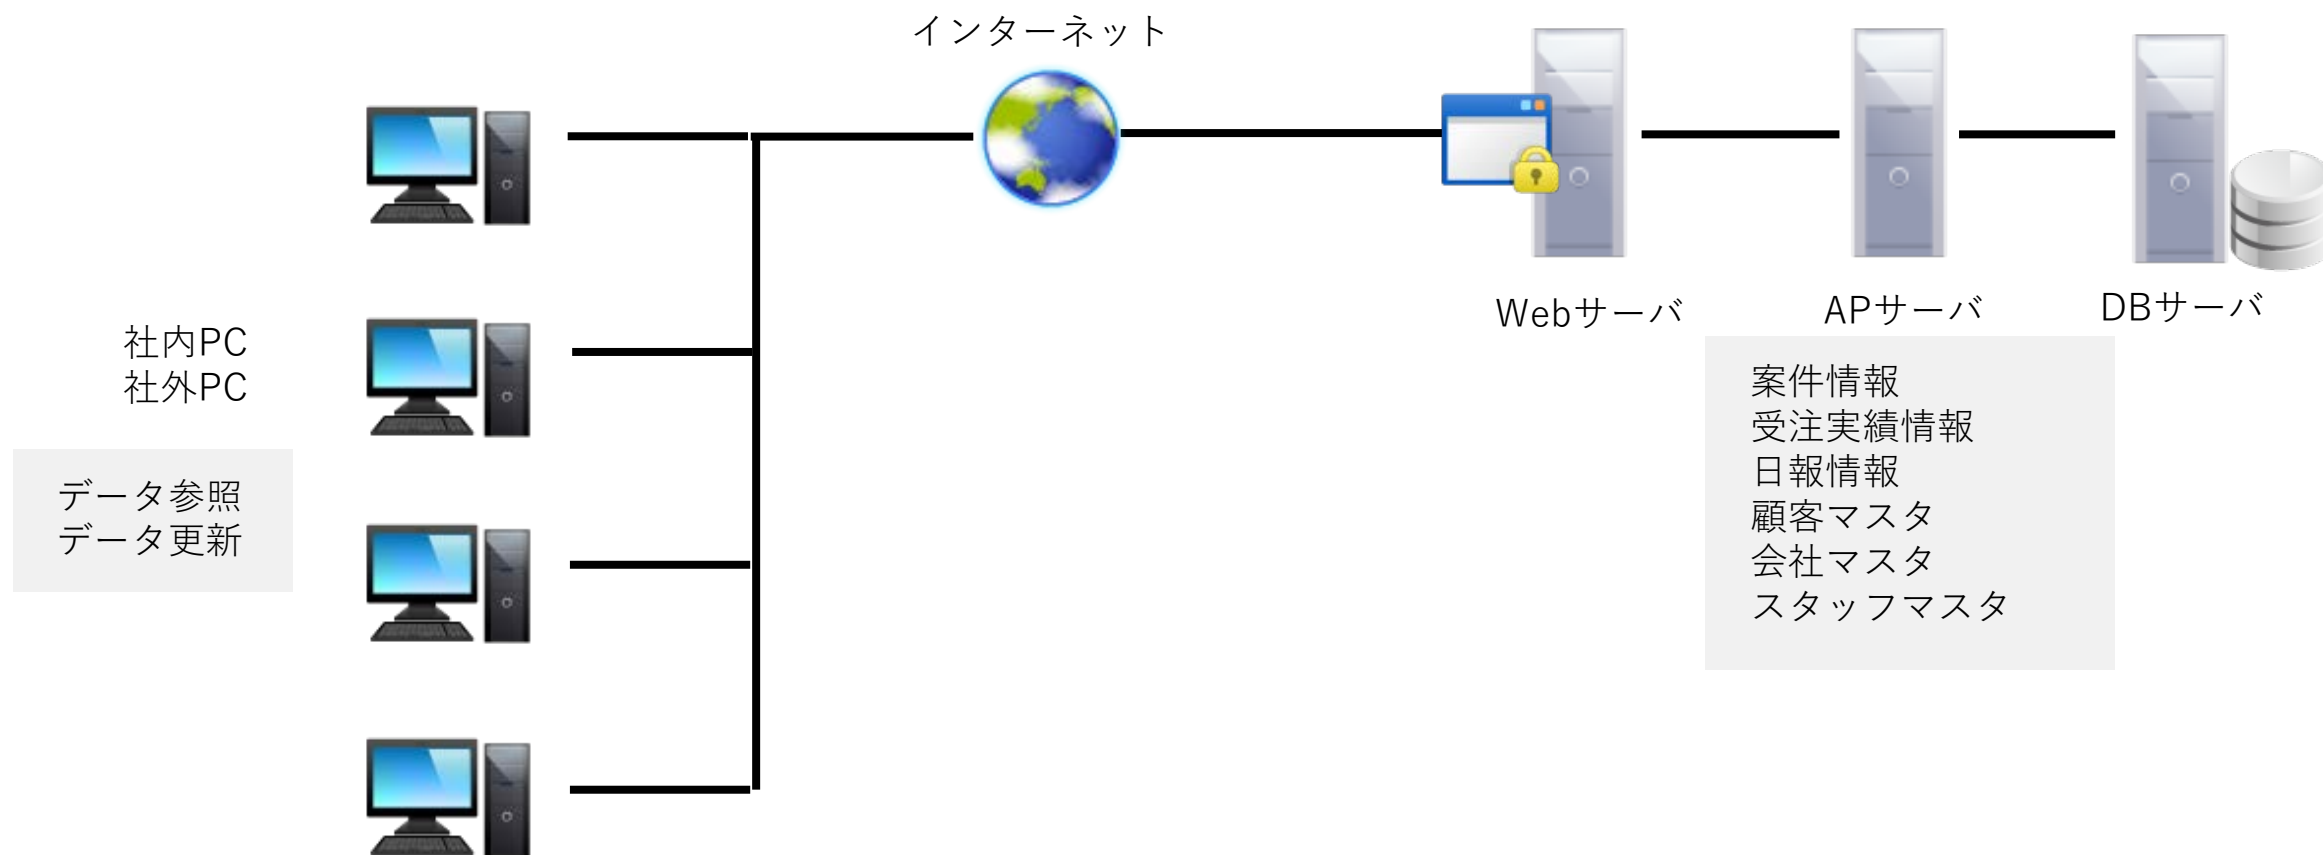 インターネット
Webサーバ
APサーバ
DBサーバ
社内PC
社外PC
データ参照
データ更新
案件情報
受注実績情報
日報情報
顧客マスタ
会社マスタ
スタッフマスタ